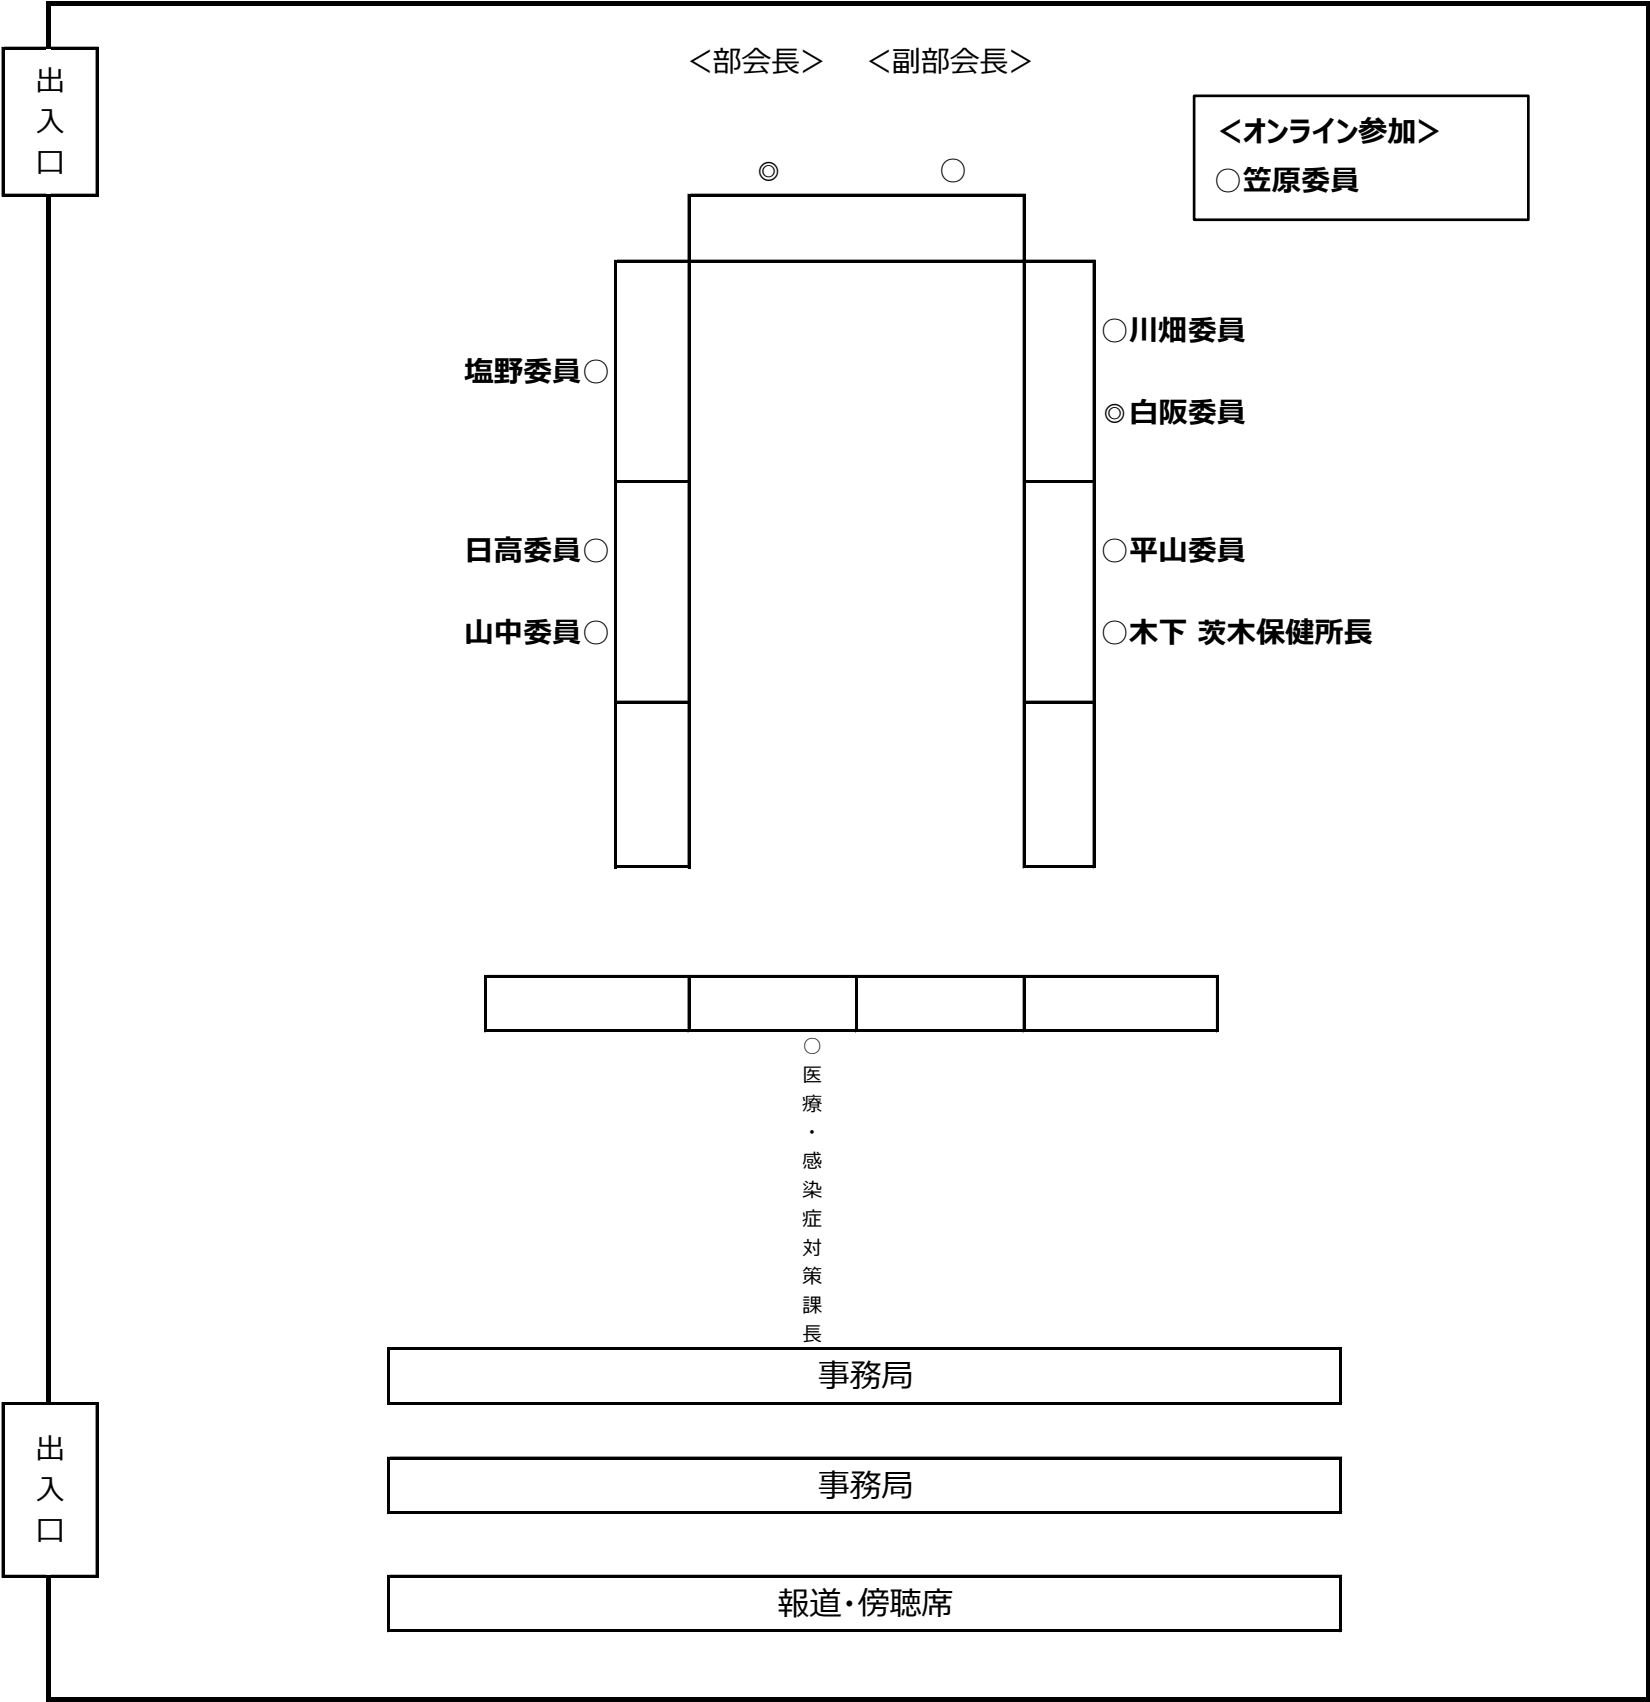 出入口
＜部会長＞ ＜副部会長＞
＜オンライン参加＞
○笠原委員
◎ ○
○川畑委員
塩野委員○
◎白阪委員
日高委員○
○平山委員
山中委員○
○木下 茨木保健所長
○医療・感染症対策課長
事務局
出入口
事務局
報道・傍聴席